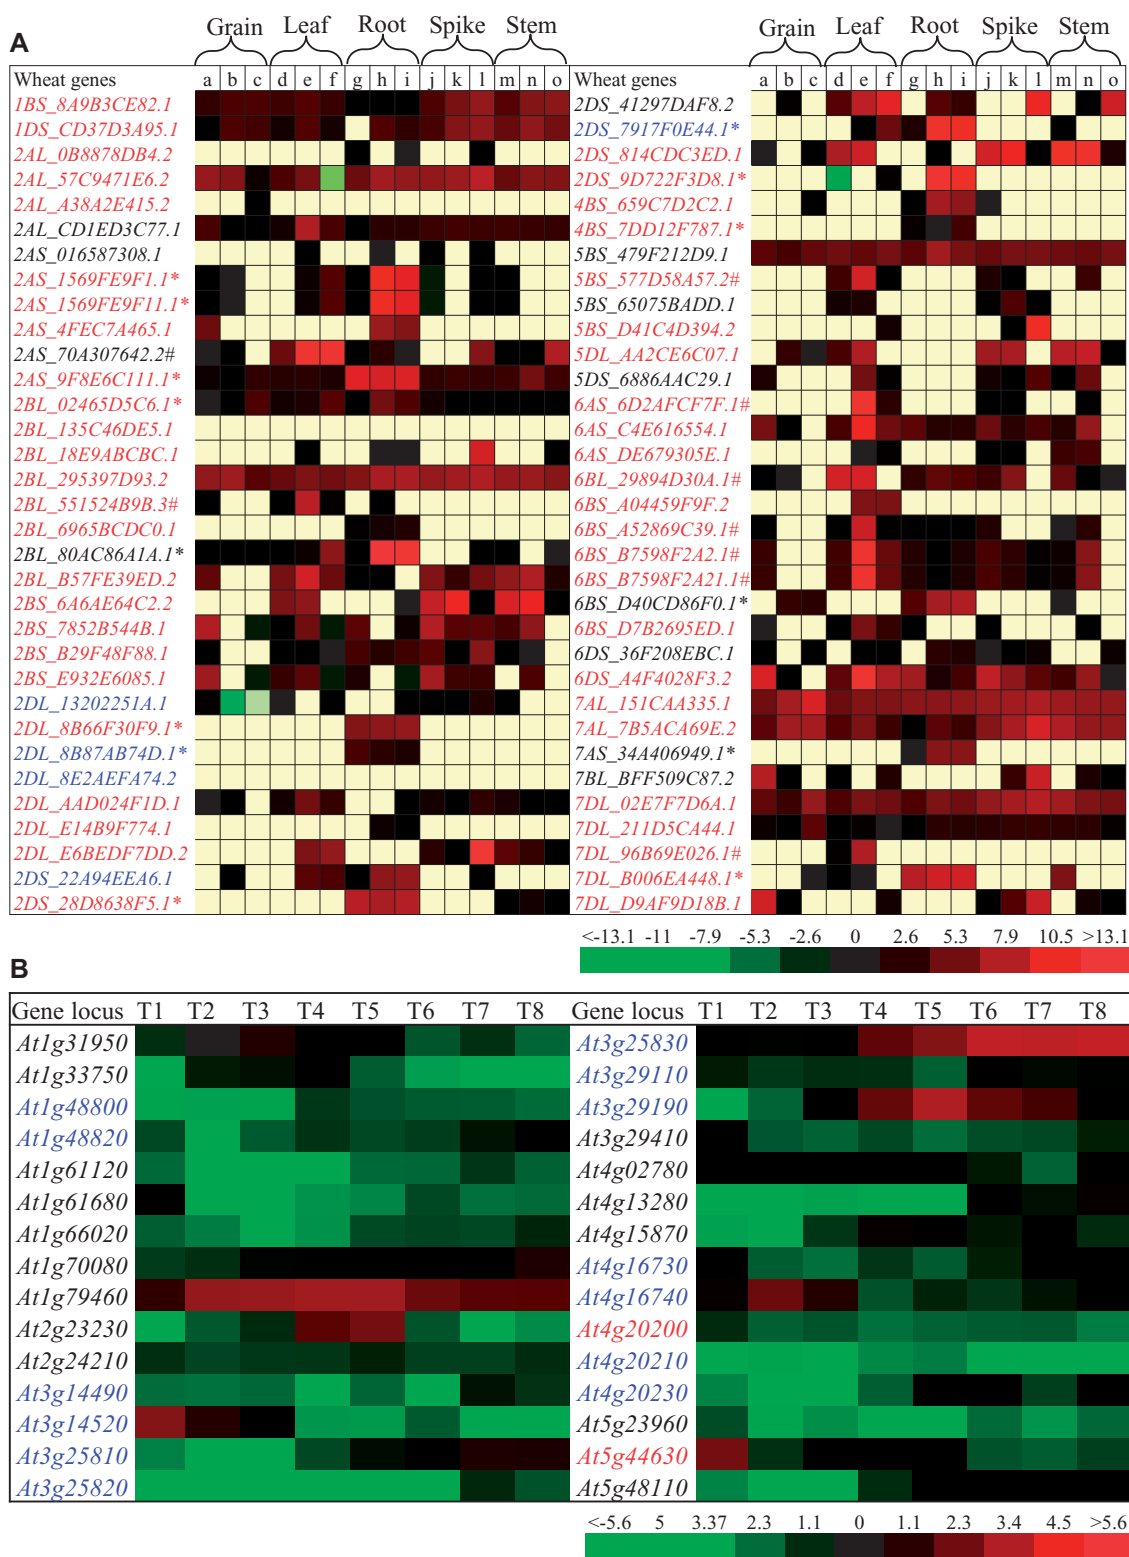 A
Grain Leaf Root Spike Stem
Grain Leaf Root Spike Stem
Wheat genes a b c d e f g h i j k l m n o
Wheat genes a b c d e f g h i j k l m n o
1BS_8A9B3CE82.1
1DS_CD37D3A95.1
2AL_0B8878DB4.2
2AL_57C9471E6.2
2AL_A38A2E415.2
2AL_CD1ED3C77.1
2AS_016587308.1
2AS_1569FE9F1.1*
2AS_1569FE9F11.1*
2AS_4FEC7A465.1
2AS_70A307642.2#
2AS_9F8E6C111.1*
2BL_02465D5C6.1*
2BL_135C46DE5.1
2BL_18E9ABCBC.1
2BL_295397D93.2
2BL_551524B9B.3#
2BL_6965BCDC0.1
2BL_80AC86A1A.1*
2BL_B57FE39ED.2
2BS_6A6AE64C2.2
2BS_7852B544B.1
2BS_B29F48F88.1
2BS_E932E6085.1
2DL_13202251A.1
2DL_8B66F30F9.1*
2DL_8B87AB74D.1*
2DL_8E2AEFA74.2
2DL_AAD024F1D.1
2DL_E14B9F774.1
2DL_E6BEDF7DD.2
2DS_22A94EEA6.1
2DS_28D8638F5.1*
2DS_41297DAF8.2
2DS_7917F0E44.1*
2DS_814CDC3ED.1
2DS_9D722F3D8.1*
4BS_659C7D2C2.1
4BS_7DD12F787.1*
5BS_479F212D9.1
5BS_577D58A57.2#
5BS_65075BADD.1
5BS_D41C4D394.2
5DL_AA2CE6C07.1
5DS_6886AAC29.1
6AS_6D2AFCF7F.1#
6AS_C4E616554.1
6AS_DE679305E.1
6BL_29894D30A.1#
6BS_A04459F9F.2
6BS_A52869C39.1#
6BS_B7598F2A2.1#
6BS_B7598F2A21.1#
6BS_D40CD86F0.1*
6BS_D7B2695ED.1
6DS_36F208EBC.1
6DS_A4F4028F3.2
7AL_151CAA335.1
7AL_7B5ACA69E.2
7AS_34A406949.1*
7BL_BFF509C87.2
7DL_02E7F7D6A.1
7DL_211D5CA44.1
7DL_96B69E026.1#
7DL_B006EA448.1*
7DL_D9AF9D18B.1
<-13.1 -11 -7.9 -5.3 -2.6 0 2.6 5.3 7.9 10.5 >13.1
B
Gene locus T1 T2 T3 T4 T5 T6 T7 T8
Gene locus T1 T2 T3 T4 T5 T6 T7 T8
At1g31950
At1g33750
At1g48800
At1g48820
At1g61120
At1g61680
At1g66020
At1g70080
At1g79460
At2g23230
At2g24210
At3g14490
At3g14520
At3g25810
At3g25820
At3g25830
At3g29110
At3g29190
At3g29410
At4g02780
At4g13280
At4g15870
At4g16730
At4g16740
At4g20200
At4g20210
At4g20230
At5g23960
At5g44630
At5g48110
<-5.6 5 3.37 2.3 1.1 0 1.1 2.3 3.4 4.5 >5.6